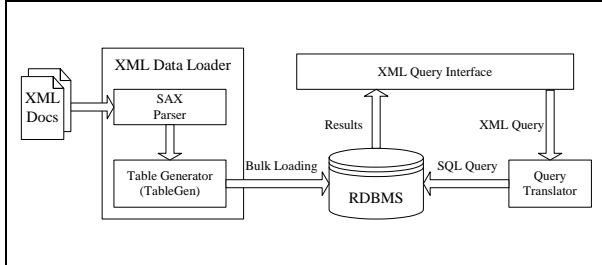 XML Data Loader
XML
Docs
SAX
Parser
Table Generator
(TableGen)
Bulk Loading
XML Query Interface
Results
XML Query
RDBMS
SQL Query
Query
Translator